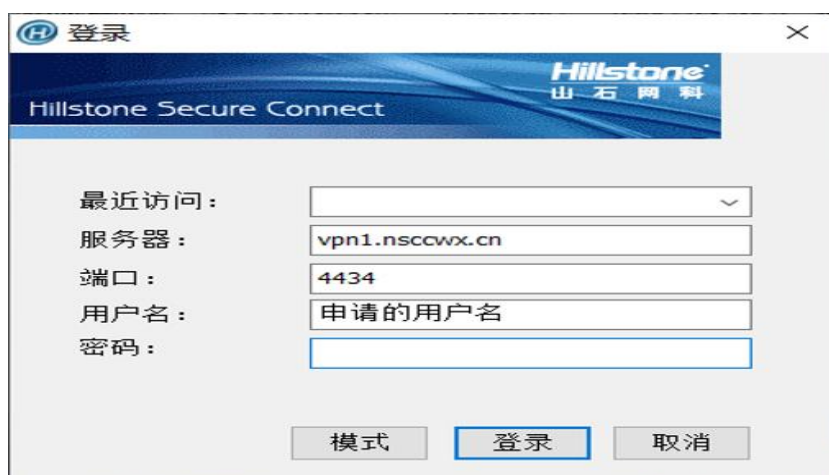 登录
Hillstone
山石网科
Hillstone Secure Connect
最近访问：
服务器： vpn1.nsccwx.cn
端口： 4434
用户名： 申请的用户名
密码：
模式 登录 取消